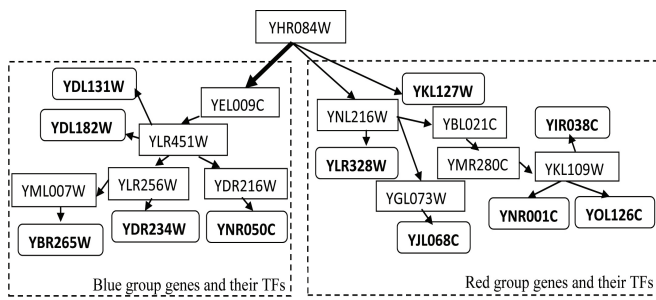 YHR084W
YDL131W
YKL127W
YEL009C
YNL216W
YBL021C
YIR038C
YDL182W
YLR451W
YLR328W
YMR280C
YKL109W
YML007W
YLR256W
YDR216W
YGL073W
YNR001C
YOL126C
YBR265W
YDR234W
YNR050C
YJL068C
Blue group genes and their TFs
Red group genes and their TFs